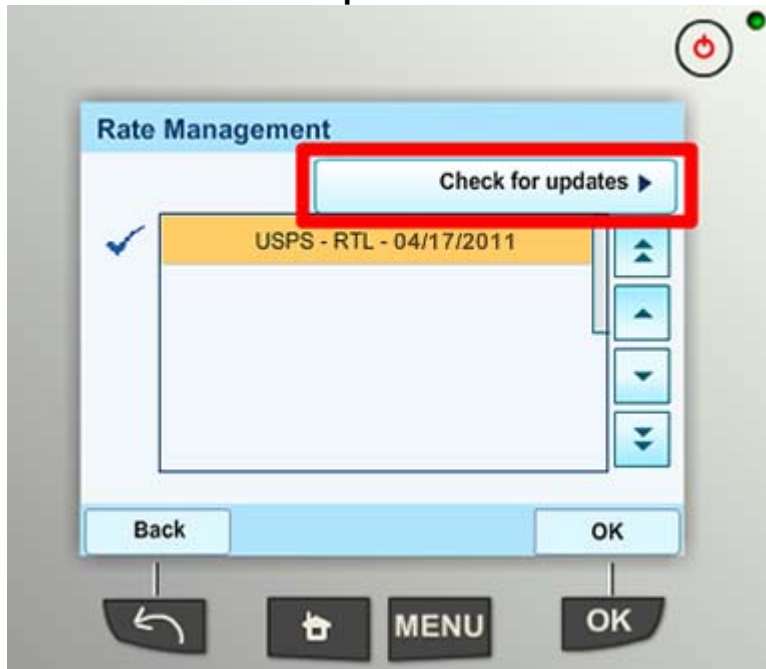 Rate Management
Check for updates
USPS - RTL - 04/17/2011
Back
OK
MENU
OK